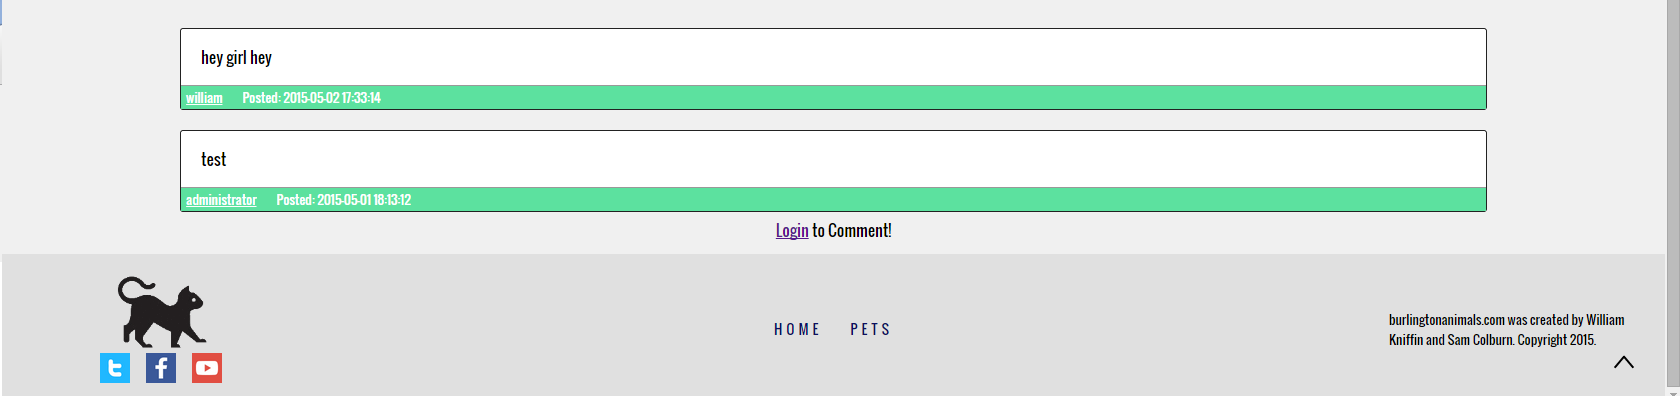 hey girl hey
william Posted: 2015-05-02 17:33:14
test
administrator Posted: 2015-05-01 18:13:12
Login to Comment!
HOME PETS
burlingtonanimals.com was created by William
Kniffin and Sam Colburn. Copyright 2015.